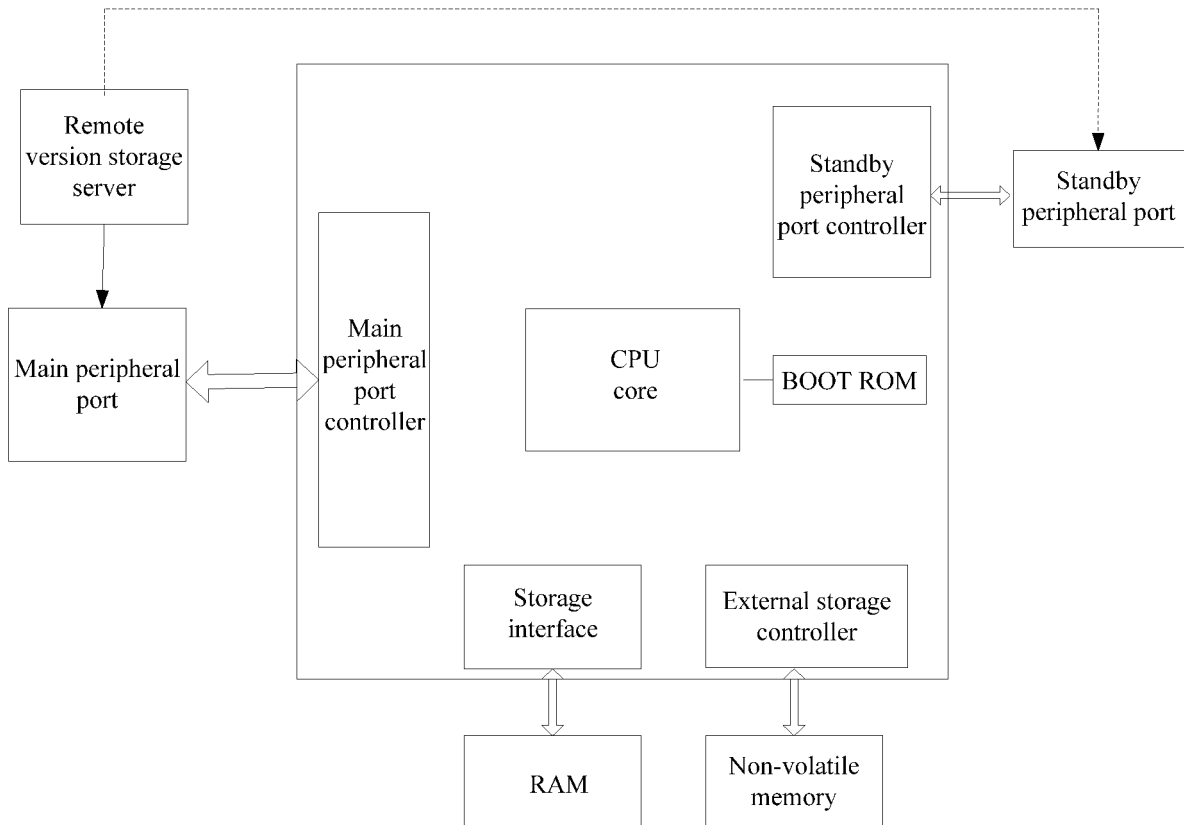 Remote
version storage
server
Standby
peripheral
port controller
Standby
peripheral port
Main peripheral
port
Main
peripheral
port
controller
CPU
core
BOOT ROM
Storage
interface
External storage
controller
RAM
Non-volatile
memory